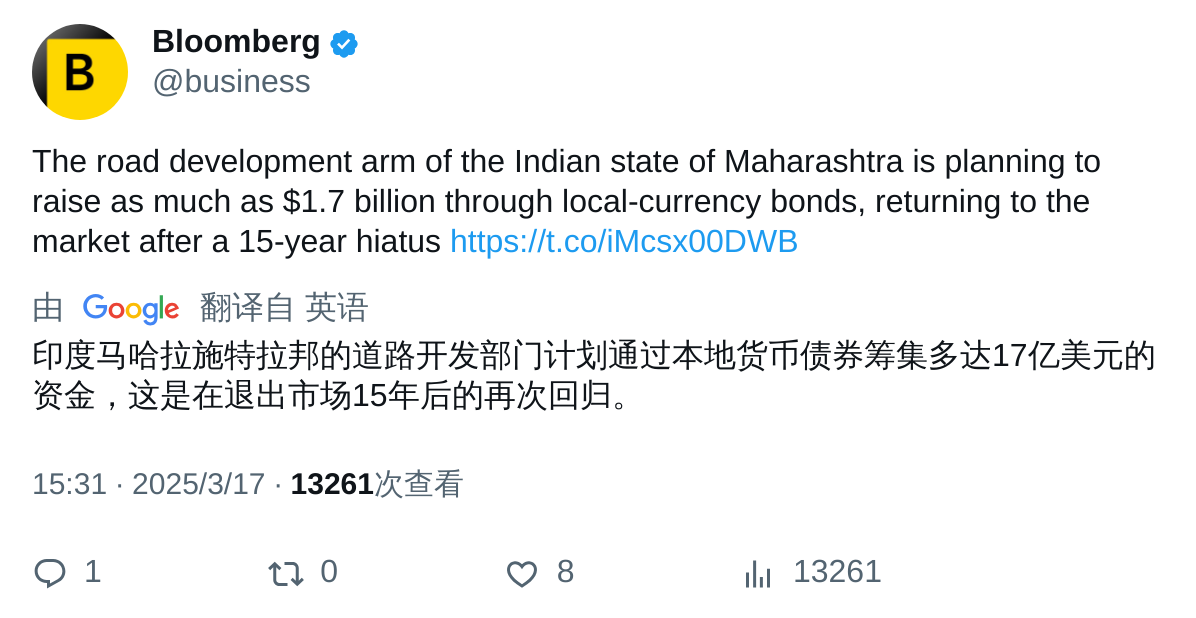 B
Bloomberg
@business
The road development arm of the Indian state of Maharashtra is planning to
raise as much as $1.7 billion through local-currency bonds, returning to the
market after a 15-year hiatus https://t.co/iMcsx00DWB
由 Google 翻译自 英语
印度马哈拉施特拉邦的道路开发部门计划通过本地货币债券筹集多达17亿美元的
资金，这是在退出市场15年后的再次回归。
15:31 · 2025/3/17 · 13261次查看
1 0 8 13261